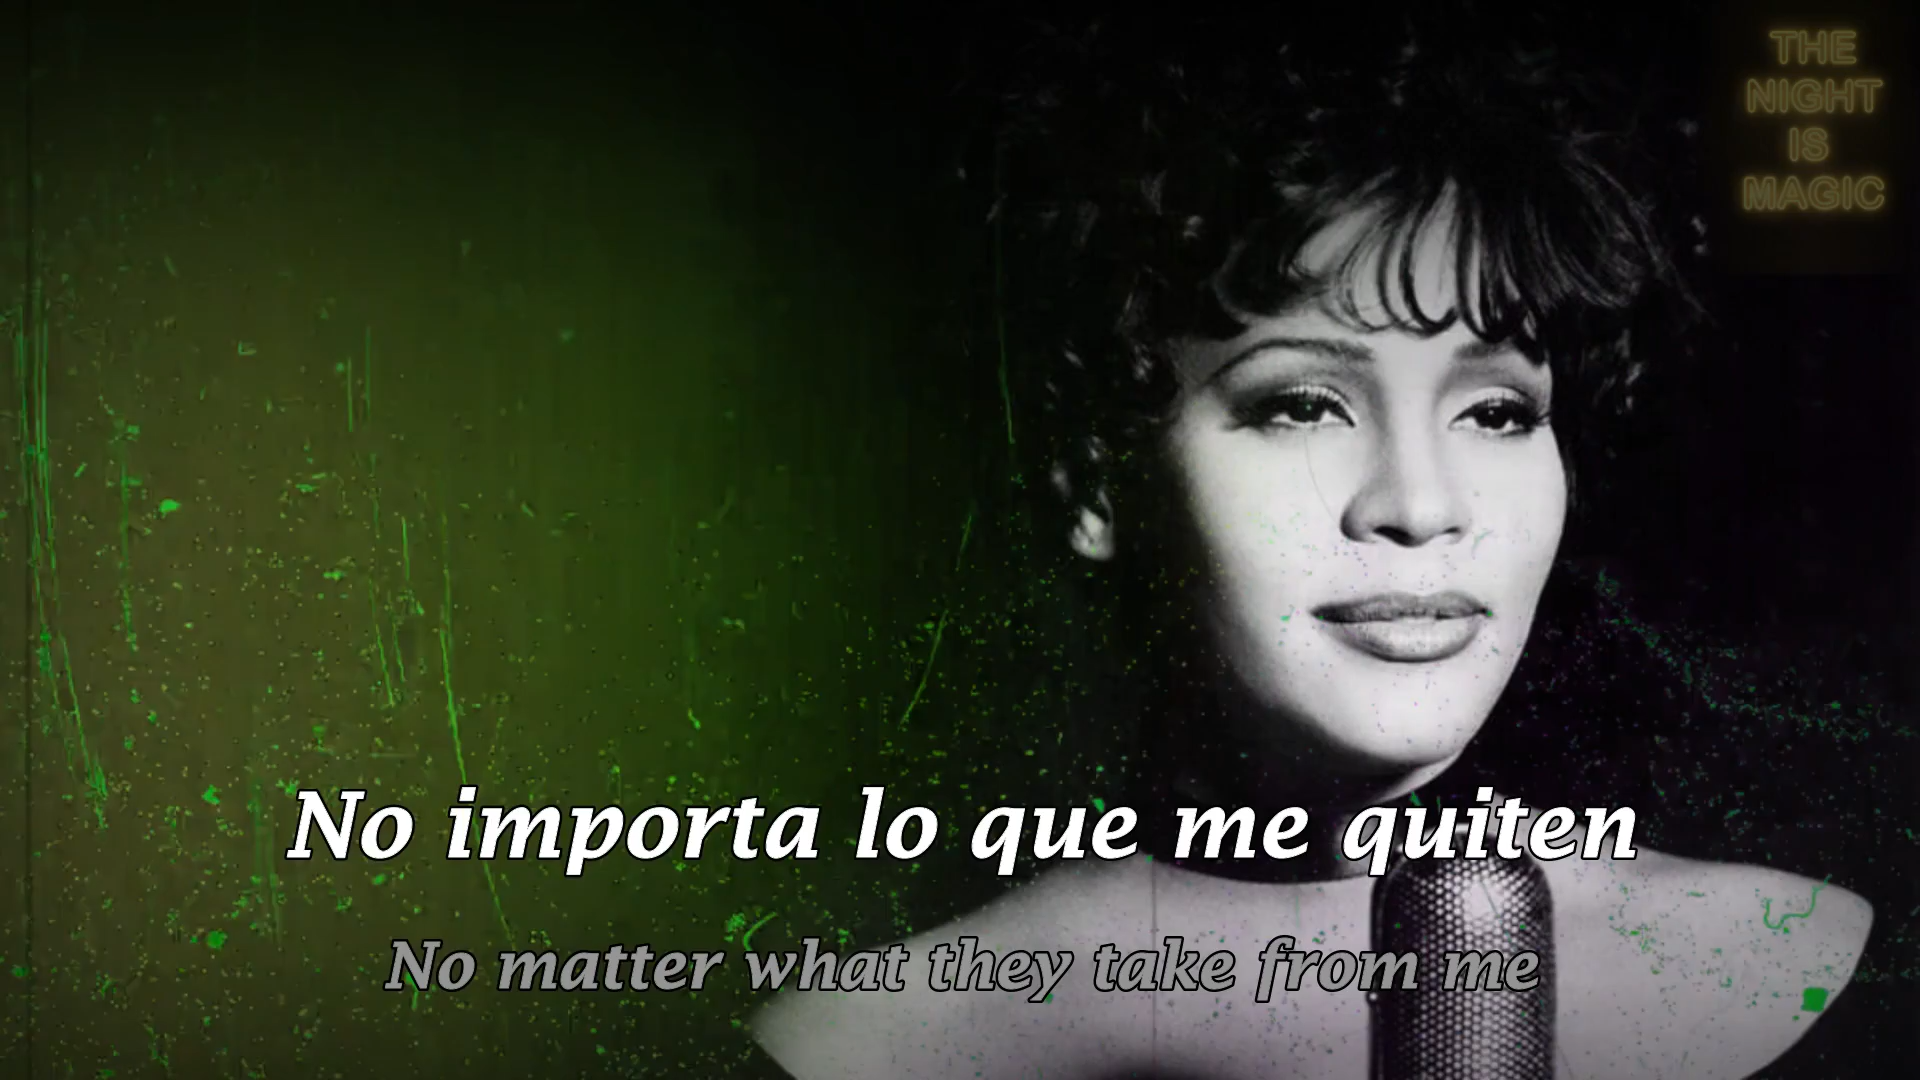 THE
NIGHT
IS
MAGIC
No importa lo que me quiten
No matter what they take from me